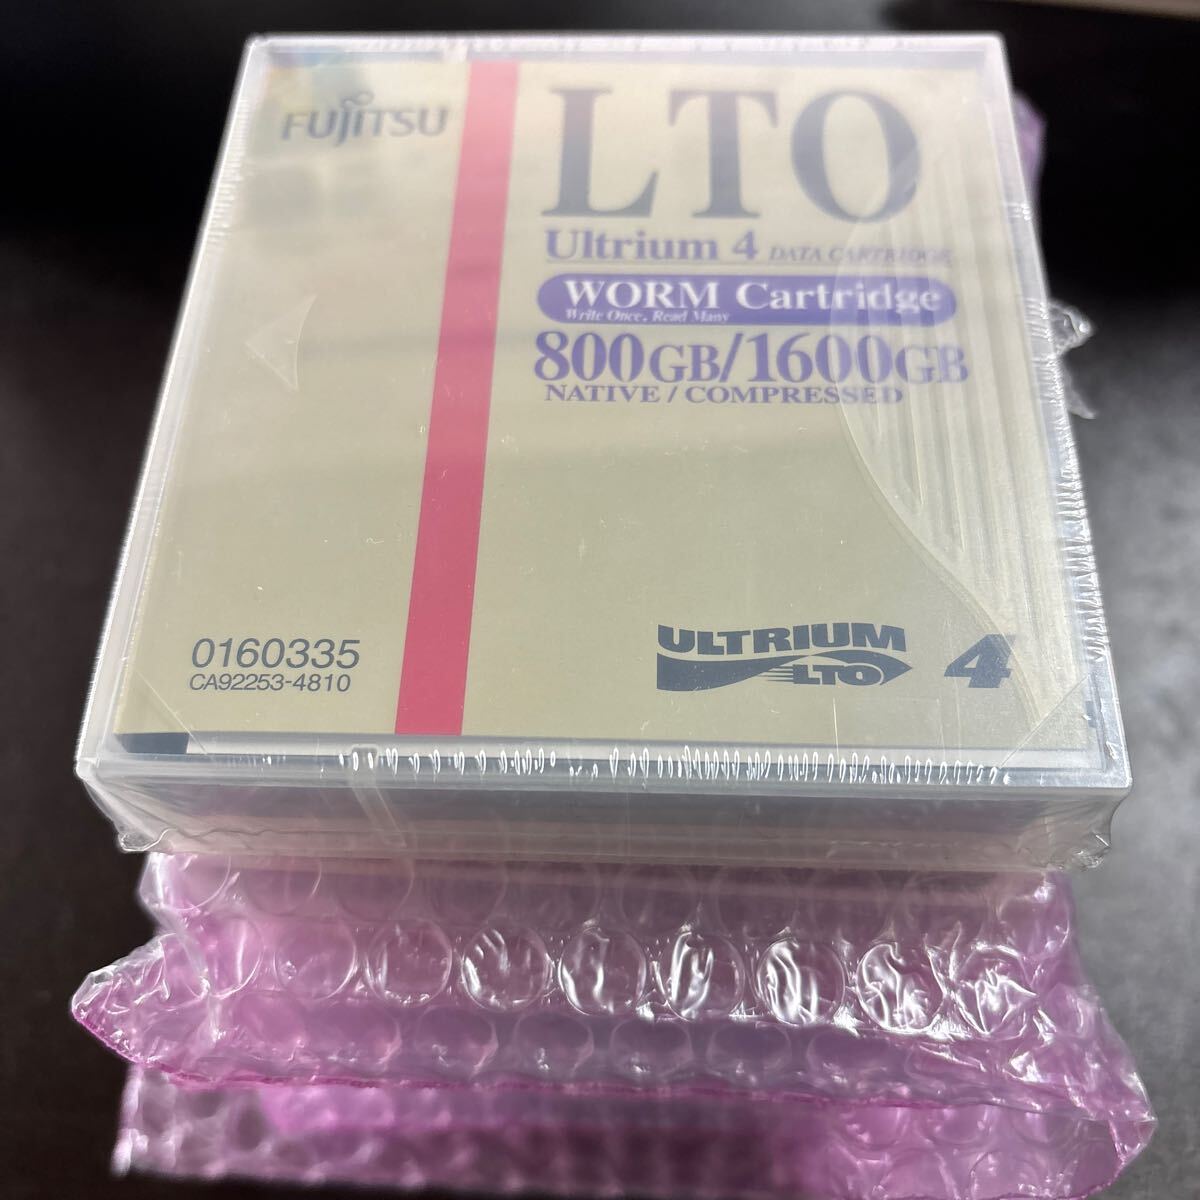 FUJITSU
LTO
Ultrium 4 DATA CARTRIDGE
WORM Cartridge
Write Once, Read Many
800GB/1600GB
NATIVE / COMPRESSED
0160335
CA92253-4810
ULTRIUM
LTO
4